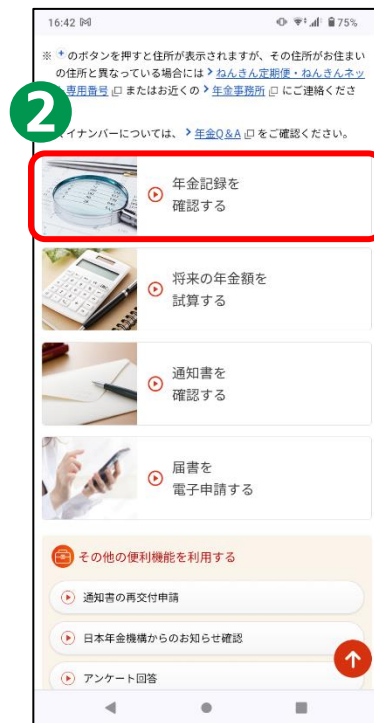 16:42 75%
※ + のボタンを押すと住所が表示されますが、その住所がお住まい
の住所と異なっている場合には > ねんきん定期便・ねんきんネッ
ト専用番号 またはお近くの > 年金事務所 にご連絡くださ
2
マイナンバーについては、 > 年金Q&A をご確認ください。
年金記録を
確認する
将来の年金額を
試算する
通知書を
確認する
届書を
電子申請する
その他の便利機能を利用する
通知書の再交付申請
日本年金機構からのお知らせ確認
アンケート回答